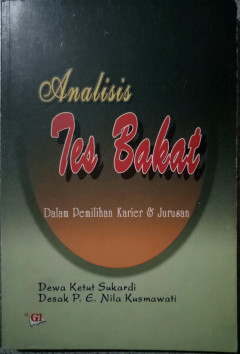 Analisis
Tes Bakat
Dalam Pemilihan Karier & Jurusan
Dewa Ketut Sukardi
Desak P. E. Nila Kusmawati
GI